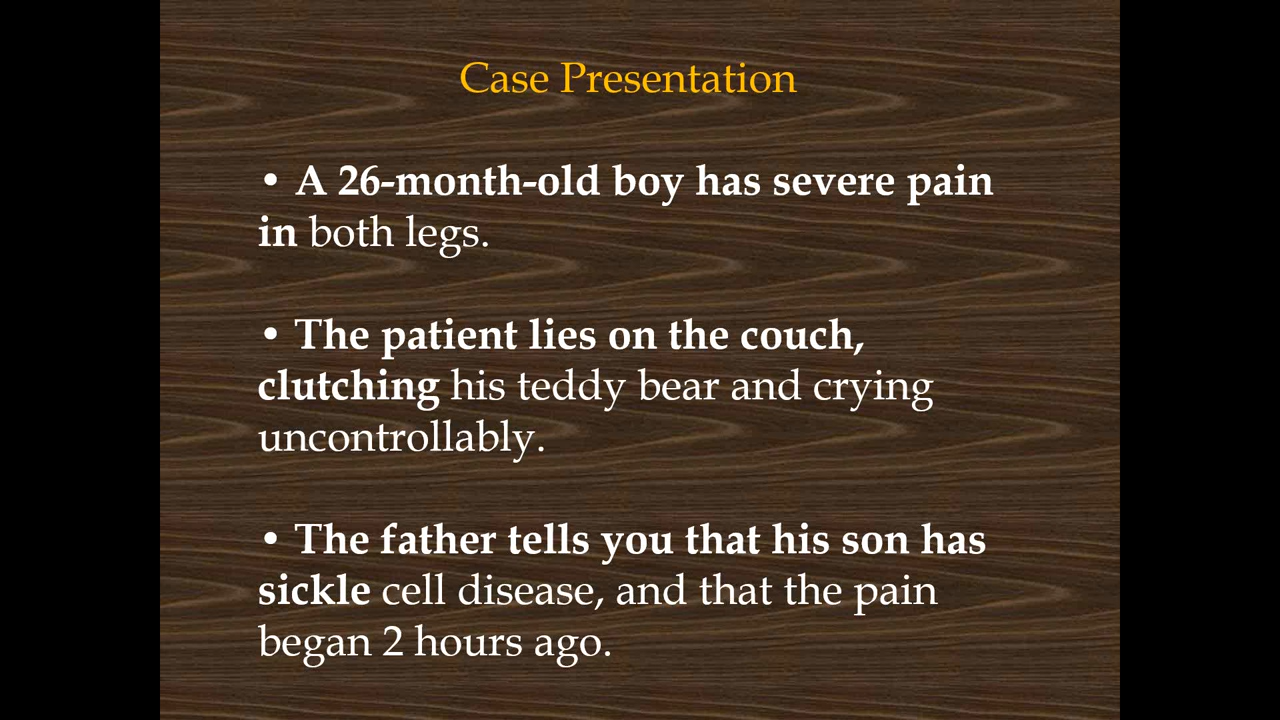 Case Presentation
• A 26-month-old boy has severe pain
in both legs.
• The patient lies on the couch,
clutching his teddy bear and crying
uncontrollably.
• The father tells you that his son has
sickle cell disease, and that the pain
began 2 hours ago.